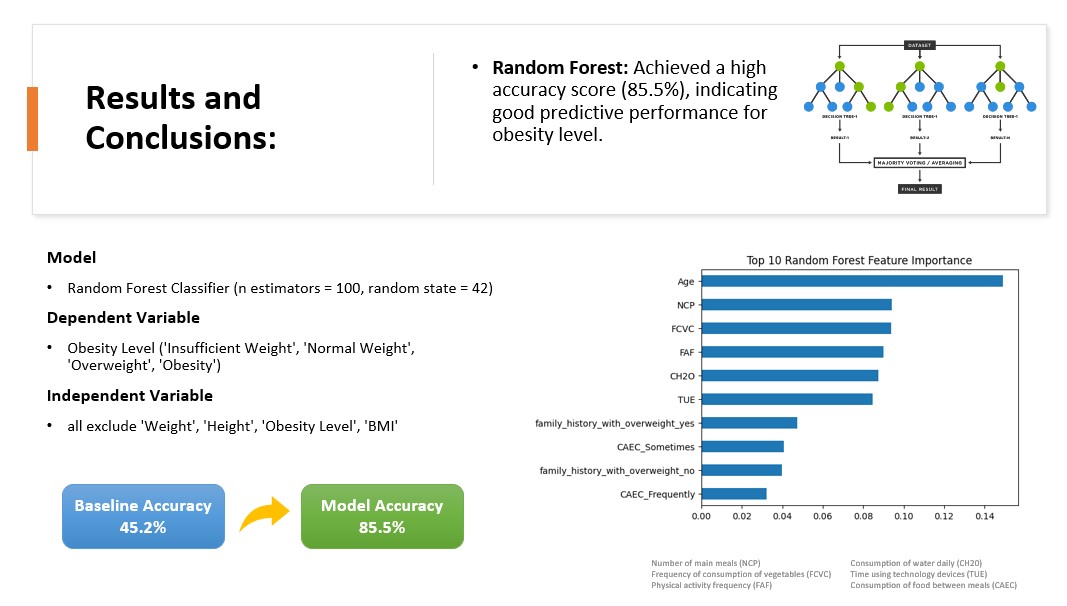 Results and
Conclusions:
• Random Forest: Achieved a high
accuracy score (85.5%), indicating
good predictive performance for
obesity level.
DATASET
DECISION TREE-1
DECISION TREE-1
DECISION TREE-1
RESULT-1
RESULT-2
RESULT-N
MAJORITY VOTING / AVERAGING
FINAL RESULT
Model
• Random Forest Classifier (n estimators = 100, random state = 42)
Dependent Variable
• Obesity Level ('Insufficient Weight', 'Normal Weight',
'Overweight', 'Obesity')
Independent Variable
• all exclude 'Weight', 'Height', 'Obesity Level', 'BMI'
Baseline Accuracy
45.2%
Model Accuracy
85.5%
Top 10 Random Forest Feature Importance
Age
NCP
FCVC
FAF
CH2O
TUE
family_history_with_overweight_yes
CAEC_Sometimes
family_history_with_overweight_no
CAEC_Frequently
0.00 0.02 0.04 0.06 0.08 0.10 0.12 0.14
Number of main meals (NCP)
Frequency of consumption of vegetables (FCVC)
Physical activity frequency (FAF)
Consumption of water daily (CH20)
Time using technology devices (TUE)
Consumption of food between meals (CAEC)